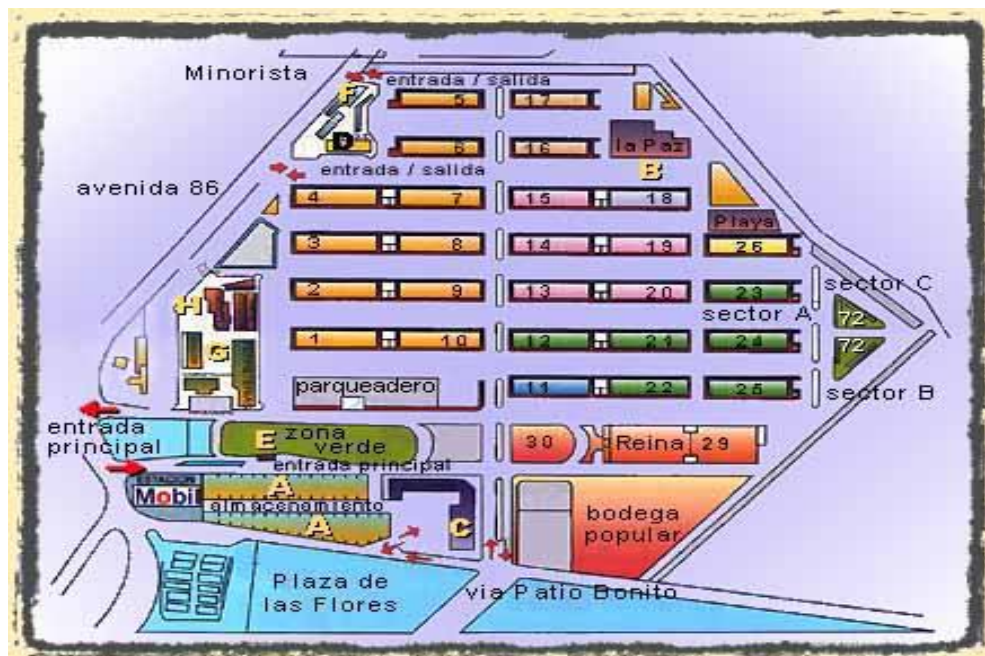 Minorista
entrada / salida
F
5
17
D
6
16
la Paz
entrada / salida
B
avenida 86
4
7
15
18
Playa
3
8
14
19
26
sector C
H
2
9
13
20
23
sector A
72
G
1
10
12
21
24
72
parqueadero
11
22
25
sector B
entrada
principal
E
zona
verde
30
Reina
29
entrada principal
ESTACION
Mobil
A
almacenamiento
A
C
bodega
popular
Plaza de
las Flores
via Patio Bonito